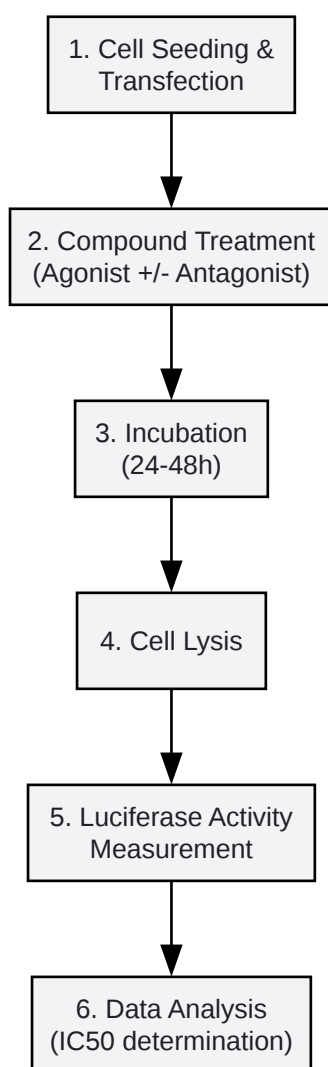 1. Cell Seeding &
Transfection
2. Compound Treatment
(Agonist +/- Antagonist)
3. Incubation
(24-48h)
4. Cell Lysis
5. Luciferase Activity
Measurement
6. Data Analysis
(IC50 determination)